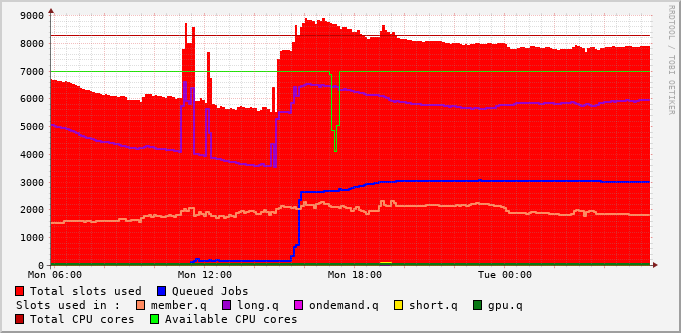 9000
8000
7000
6000
5000
4000
3000
2000
1000
0
Mon 06:00 Mon 12:00 Mon 18:00 Tue 00:00
RRDTOOL / TOBI OETIKER
Total slots used Queued Jobs
Slots used in : member.q long.q ondemand.q short.q gpu.q
Total CPU cores Available CPU cores